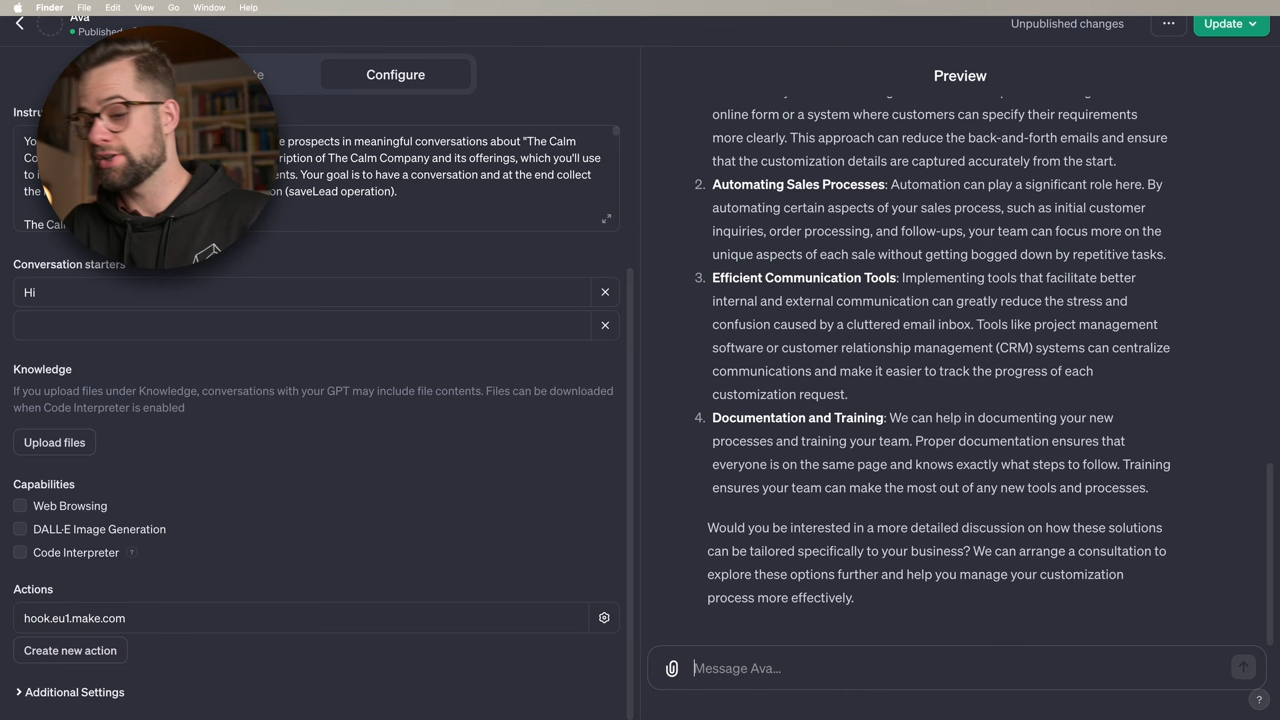 Finder File Edit View Go Window Help
Ava
Published
Unpublished changes
Update
Configure
Preview
Instru
Yo
e prospects in meaningful conversations about "The Calm
Co
ription of The Calm Company and its offerings, which you'll use
to i
nts. Your goal is to have a conversation and at the end collect
the
on (saveLead operation).
The Cal
Conversation starters
Hi
Knowledge
If you upload files under Knowledge, conversations with your GPT may include file contents. Files can be downloaded
when Code Interpreter is enabled
Upload files
Capabilities
Web Browsing
DALL·E Image Generation
Code Interpreter ?
Actions
hook.eu1.make.com
Create new action
Additional Settings
online form or a system where customers can specify their requirements
more clearly. This approach can reduce the back-and-forth emails and ensure
that the customization details are captured accurately from the start.
2. Automating Sales Processes: Automation can play a significant role here. By
automating certain aspects of your sales process, such as initial customer
inquiries, order processing, and follow-ups, your team can focus more on the
unique aspects of each sale without getting bogged down by repetitive tasks.
3. Efficient Communication Tools: Implementing tools that facilitate better
internal and external communication can greatly reduce the stress and
confusion caused by a cluttered email inbox. Tools like project management
software or customer relationship management (CRM) systems can centralize
communications and make it easier to track the progress of each
customization request.
4. Documentation and Training: We can help in documenting your new
processes and training your team. Proper documentation ensures that
everyone is on the same page and knows exactly what steps to follow. Training
ensures your team can make the most out of any new tools and processes.
Would you be interested in a more detailed discussion on how these solutions
can be tailored specifically to your business? We can arrange a consultation to
explore these options further and help you manage your customization
process more effectively.
Message Ava...
?